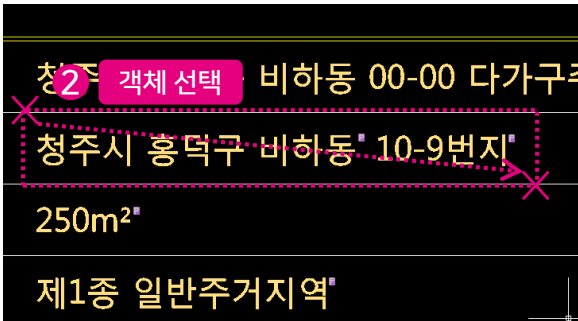 ② 객체 선택
비하동 00-00 다가구
청주시 흥덕구 비하동 10-9번지
250m²
제1종 일반주거지역